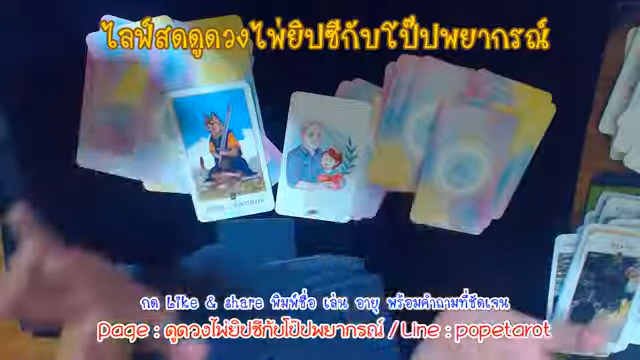 ไลฟ์สดดูดวงไพ่ยิปซีกับโป๊ปพยากรณ์
กด Like & share พิมพ์ชื่อ เล่น อายุ พร้อมคำถามที่ชัดเจน
Page : ดูดวงไพ่ยิปซีกับโป๊ปพยากรณ์ / Line : popetarot